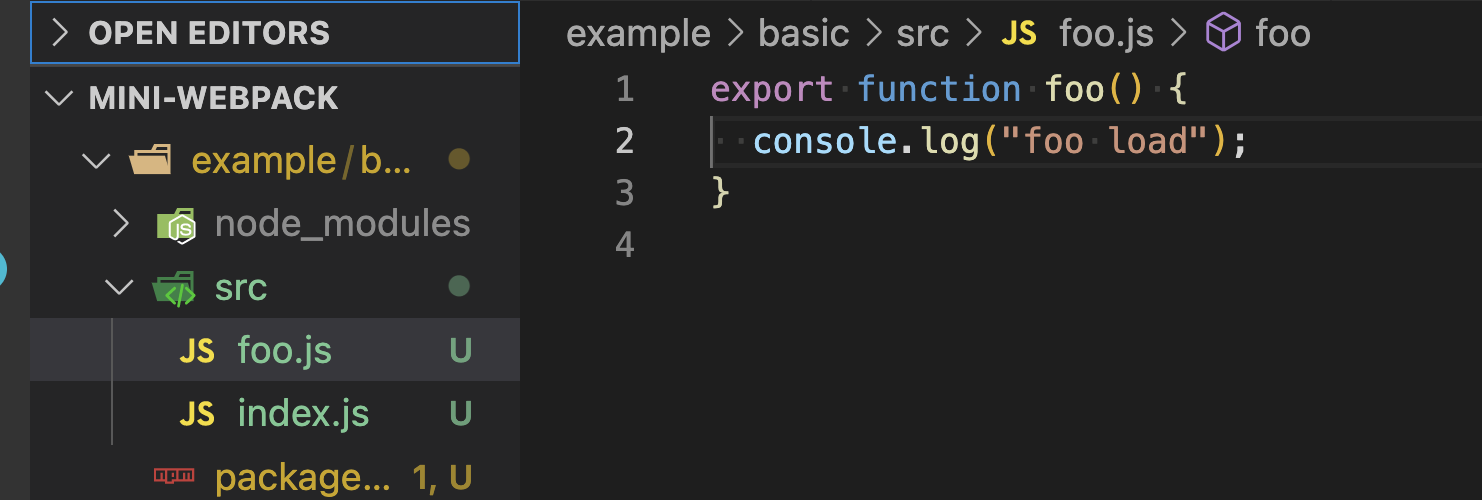 OPEN EDITORS
MINI-WEBPACK
example/b...
node_modules
src
JS foo.js U
JS index.js U
npm package... 1, U
example > basic > src > JS foo.js > foo
1 export function foo() {
2   console.log("foo load");
3 }
4